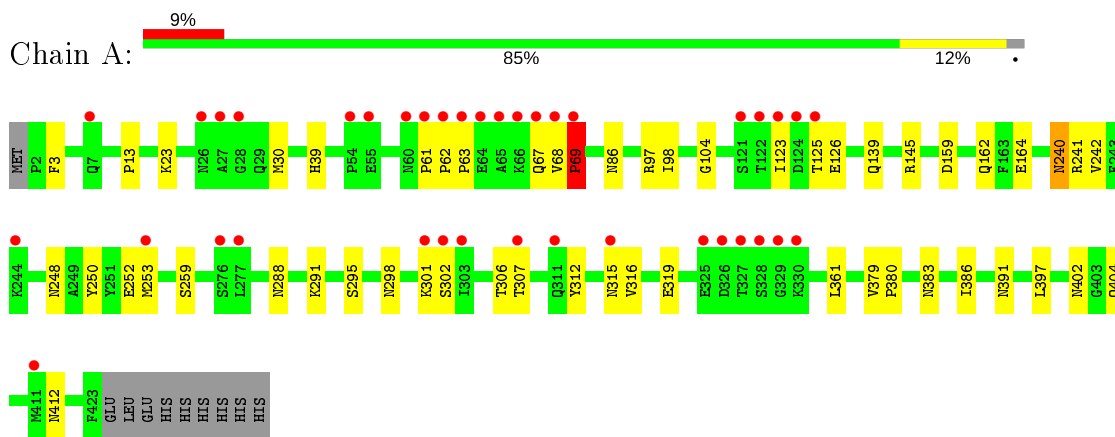 9%
Chain A:
85% 12% •
MET P2 F3 Q7 P13 K23 N26 A27 G28 Q29 M30 H39 P54 E55 N60 P61 P62 P63 E64 A65 K66 Q67 V68 P69 N86 R97 I98 G104 S121 T122 I123 D124 T125 E126 Q139 R145 D159 Q162 F163 E164 N240 R241 V242 E243
K244 N248 A249 Y250 Y251 E252 M253 S259 S276 L277 N288 K291 S295 N298 K301 S302 I303 T306 T307 Q311 Y312 N315 V316 E319 E325 D326 T327 S328 G329 K330 L361 V379 P380 N383 I386 N391 L397 N402 G403
M411 N412 F423 GLU LEU GLU HIS HIS HIS HIS HIS HIS